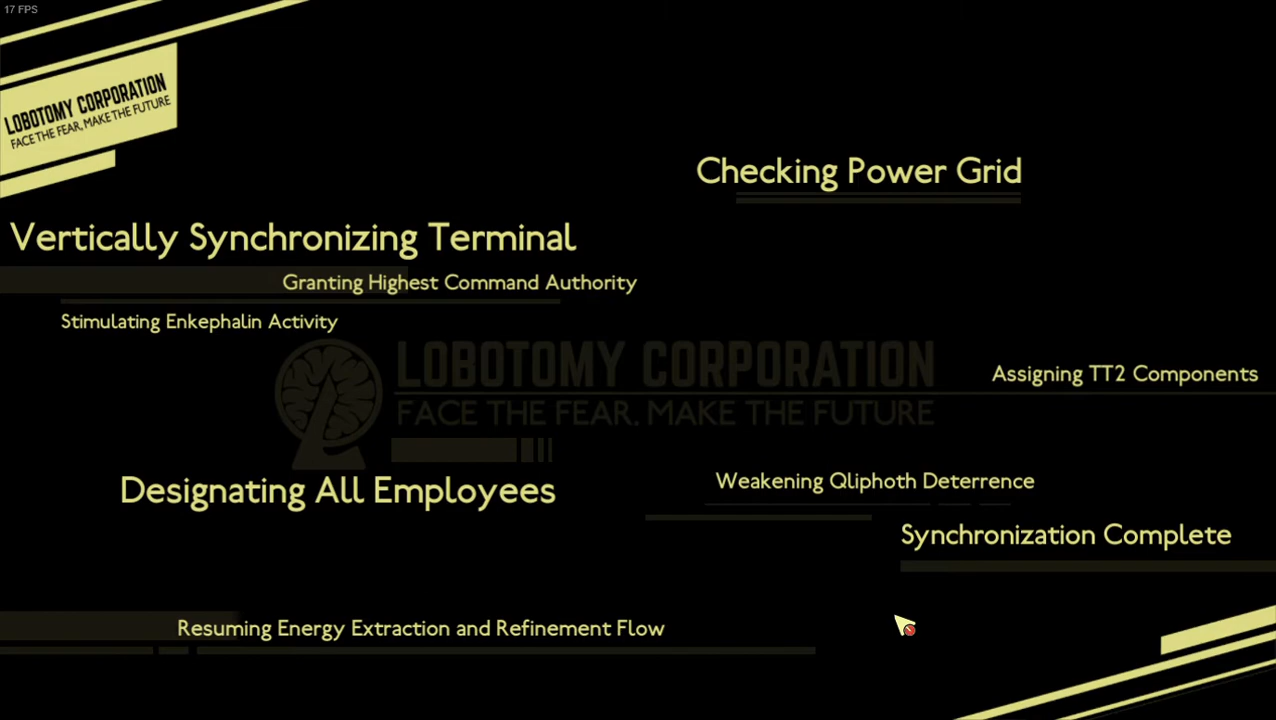 17 FPS
LOBOTOMY CORPORATION
FACE THE FEAR, MAKE THE FUTURE
Checking Power Grid
Vertically Synchronizing Terminal
Granting Highest Command Authority
Stimulating Enkephalin Activity
LOBOTOMY CORPORATION
FACE THE FEAR. MAKE THE FUTURE
Assigning TT2 Components
Designating All Employees
Weakening Qliphoth Deterrence
Synchronization Complete
Resuming Energy Extraction and Refinement Flow